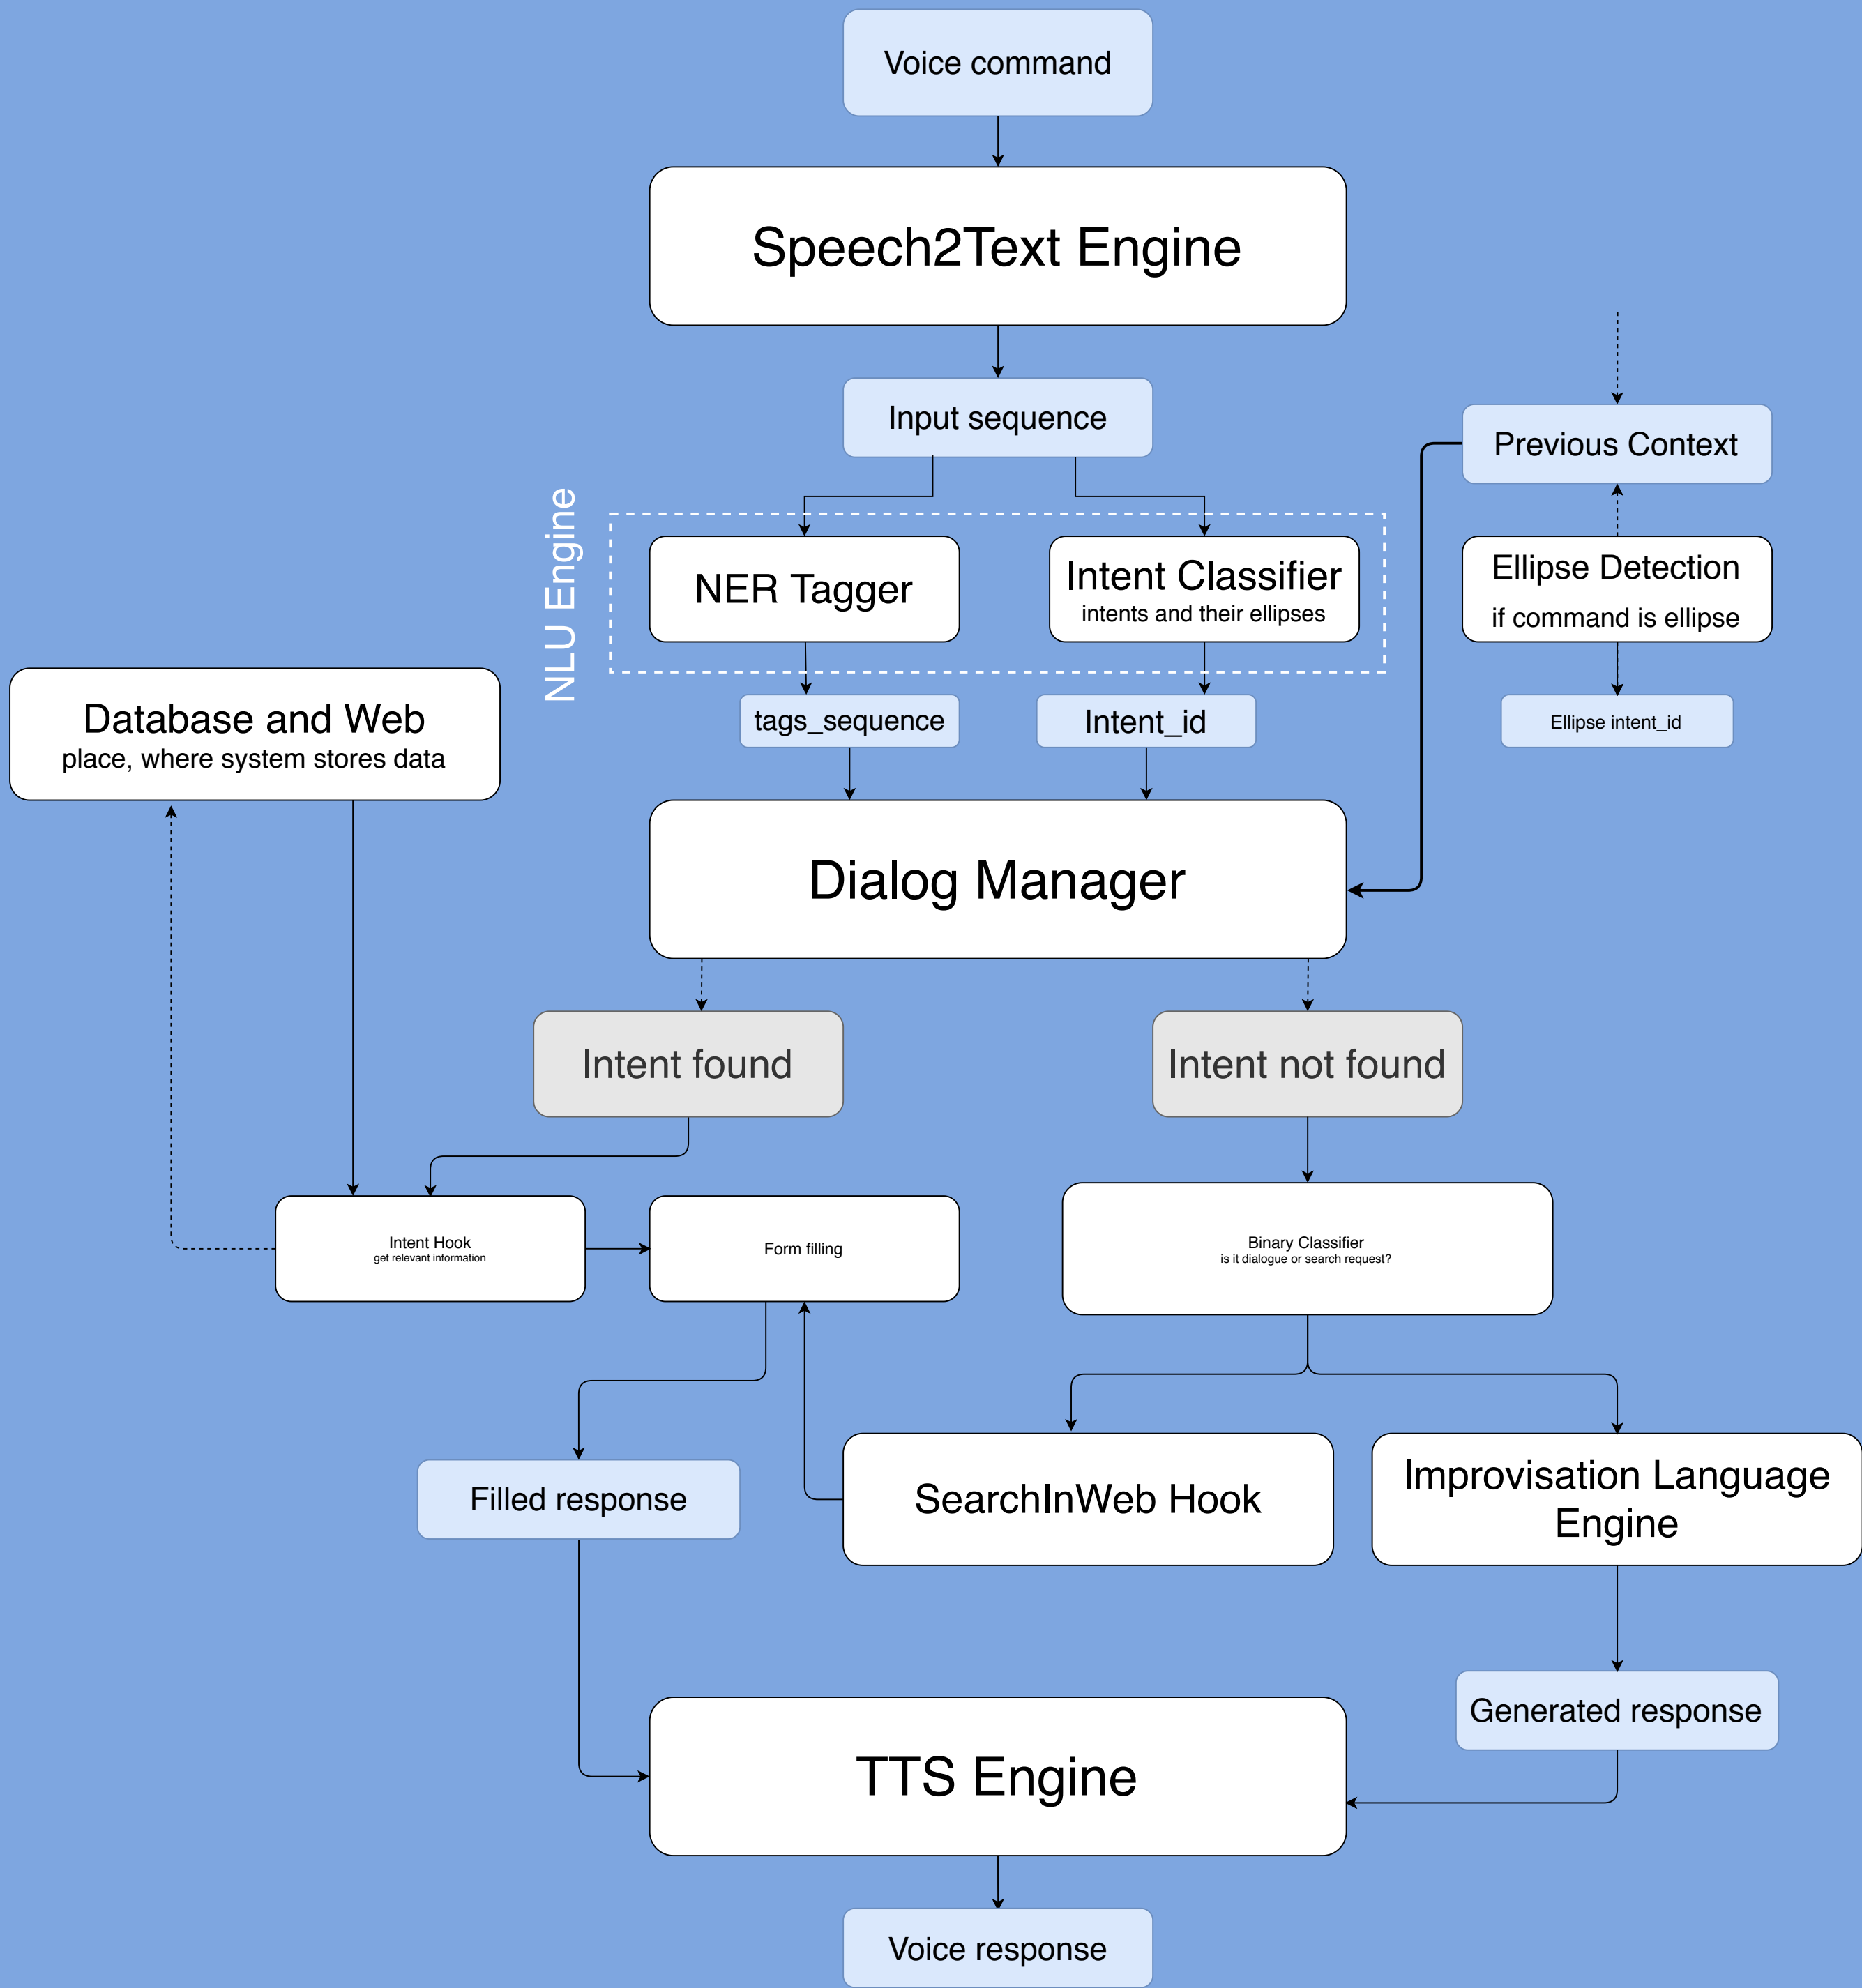 Voice command
Speech2Text Engine
Input sequence
Previous Context
NLU Engine
NER Tagger
Intent Classifier
intents and their ellipses
Ellipse Detection
if command is ellipse
Database and Web
place, where system stores data
tags_sequence
Intent_id
Ellipse intent_id
Dialog Manager
Intent found
Intent not found
Intent Hook
get relevant information
Form filling
Binary Classifier
is it dialogue or search request?
Filled response
SearchInWeb Hook
Improvisation Language
Engine
Generated response
TTS Engine
Voice response